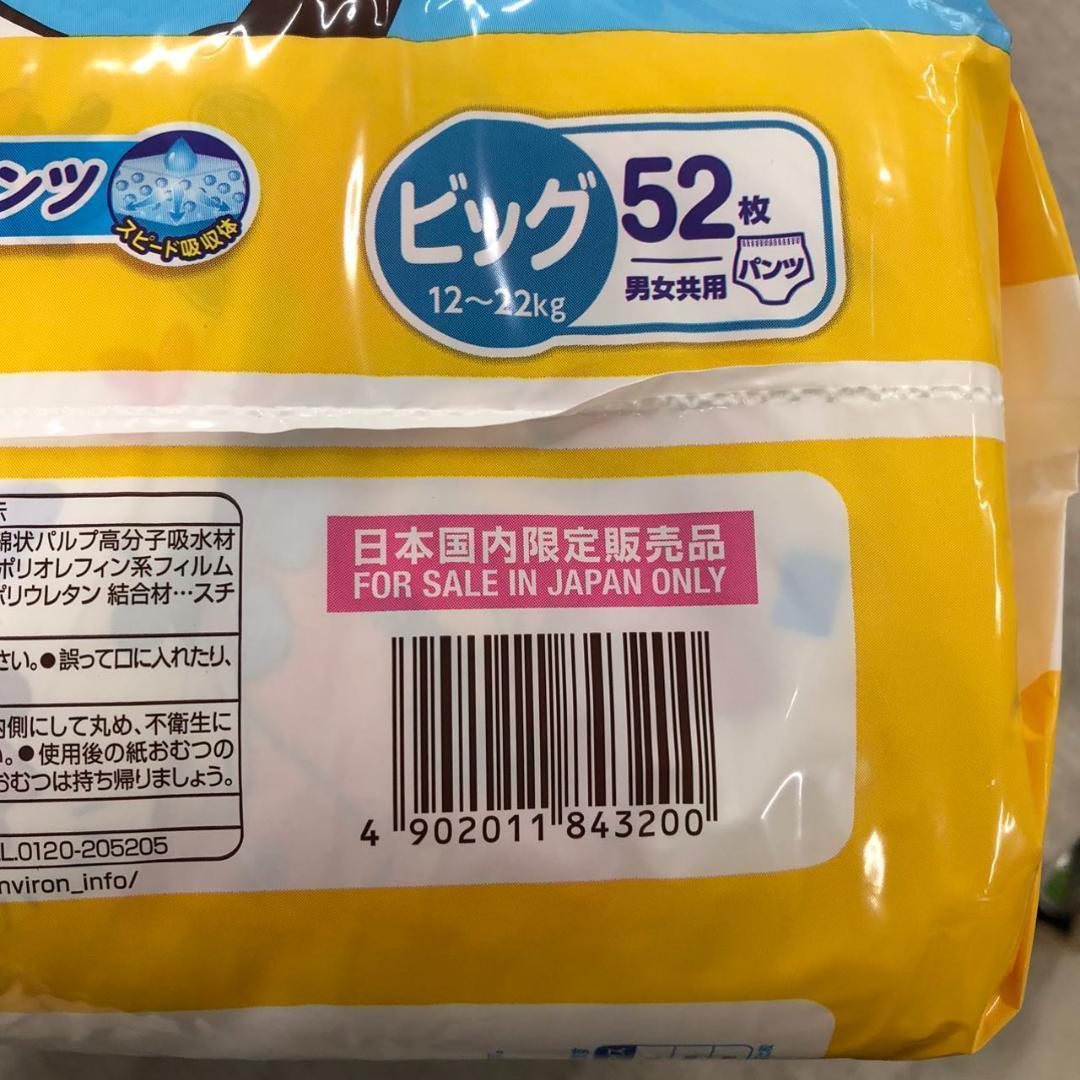 ンツ
スピード吸収体
ビッグ
12～22kg
52枚
男女共用
パンツ
綿状パルプ高分子吸水材
ポリオレフィン系フィルム
ポリウレタン 結合材…スチ
さい。●誤って口に入れたり、
内側にして丸め、不衛生に
い。●使用後の紙おむつの
おむつは持ち帰りましょう。
L.0120-205205
nviron_info/
日本国内限定販売品
FOR SALE IN JAPAN ONLY
4 902011 843200